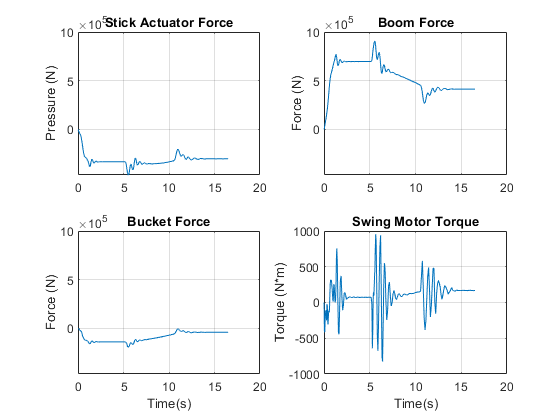 ×10^5 Stick Actuator Force
10
5
0
Pressure (N)
0 5 10 15 20
×10^5 Boom Force
10
5
0
Force (N)
0 5 10 15 20
×10^5 Bucket Force
10
5
0
Force (N)
0 5 10 15 20
Time(s)
Swing Motor Torque
1000
500
0
-500
-1000
Torque (N*m)
0 5 10 15 20
Time(s)